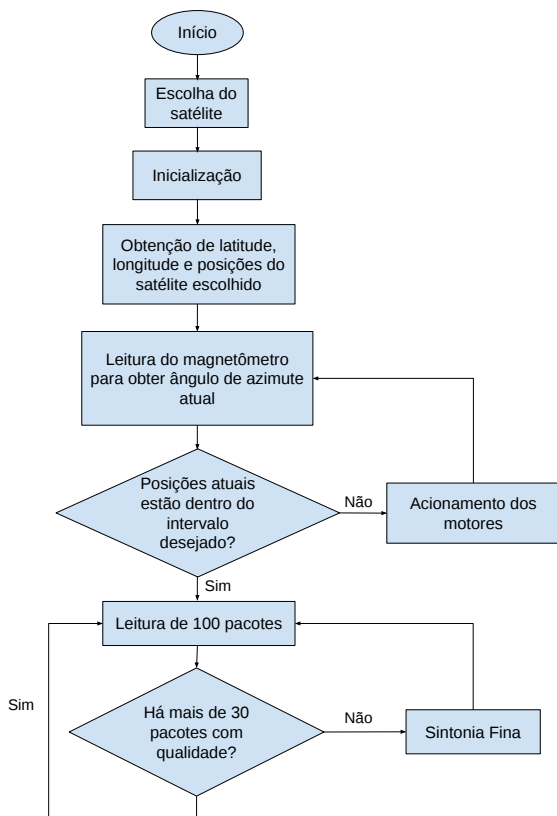 Início
Escolha do
satélite
Inicialização
Obtenção de latitude,
longitude e posições do
satélite escolhido
Leitura do magnetômetro
para obter ângulo de azimute
atual
Posições atuais
estão dentro do
intervalo
desejado?
Não
Acionamento dos
motores
Sim
Leitura de 100 pacotes
Sim
Há mais de 30
pacotes com
qualidade?
Não
Sintonia Fina